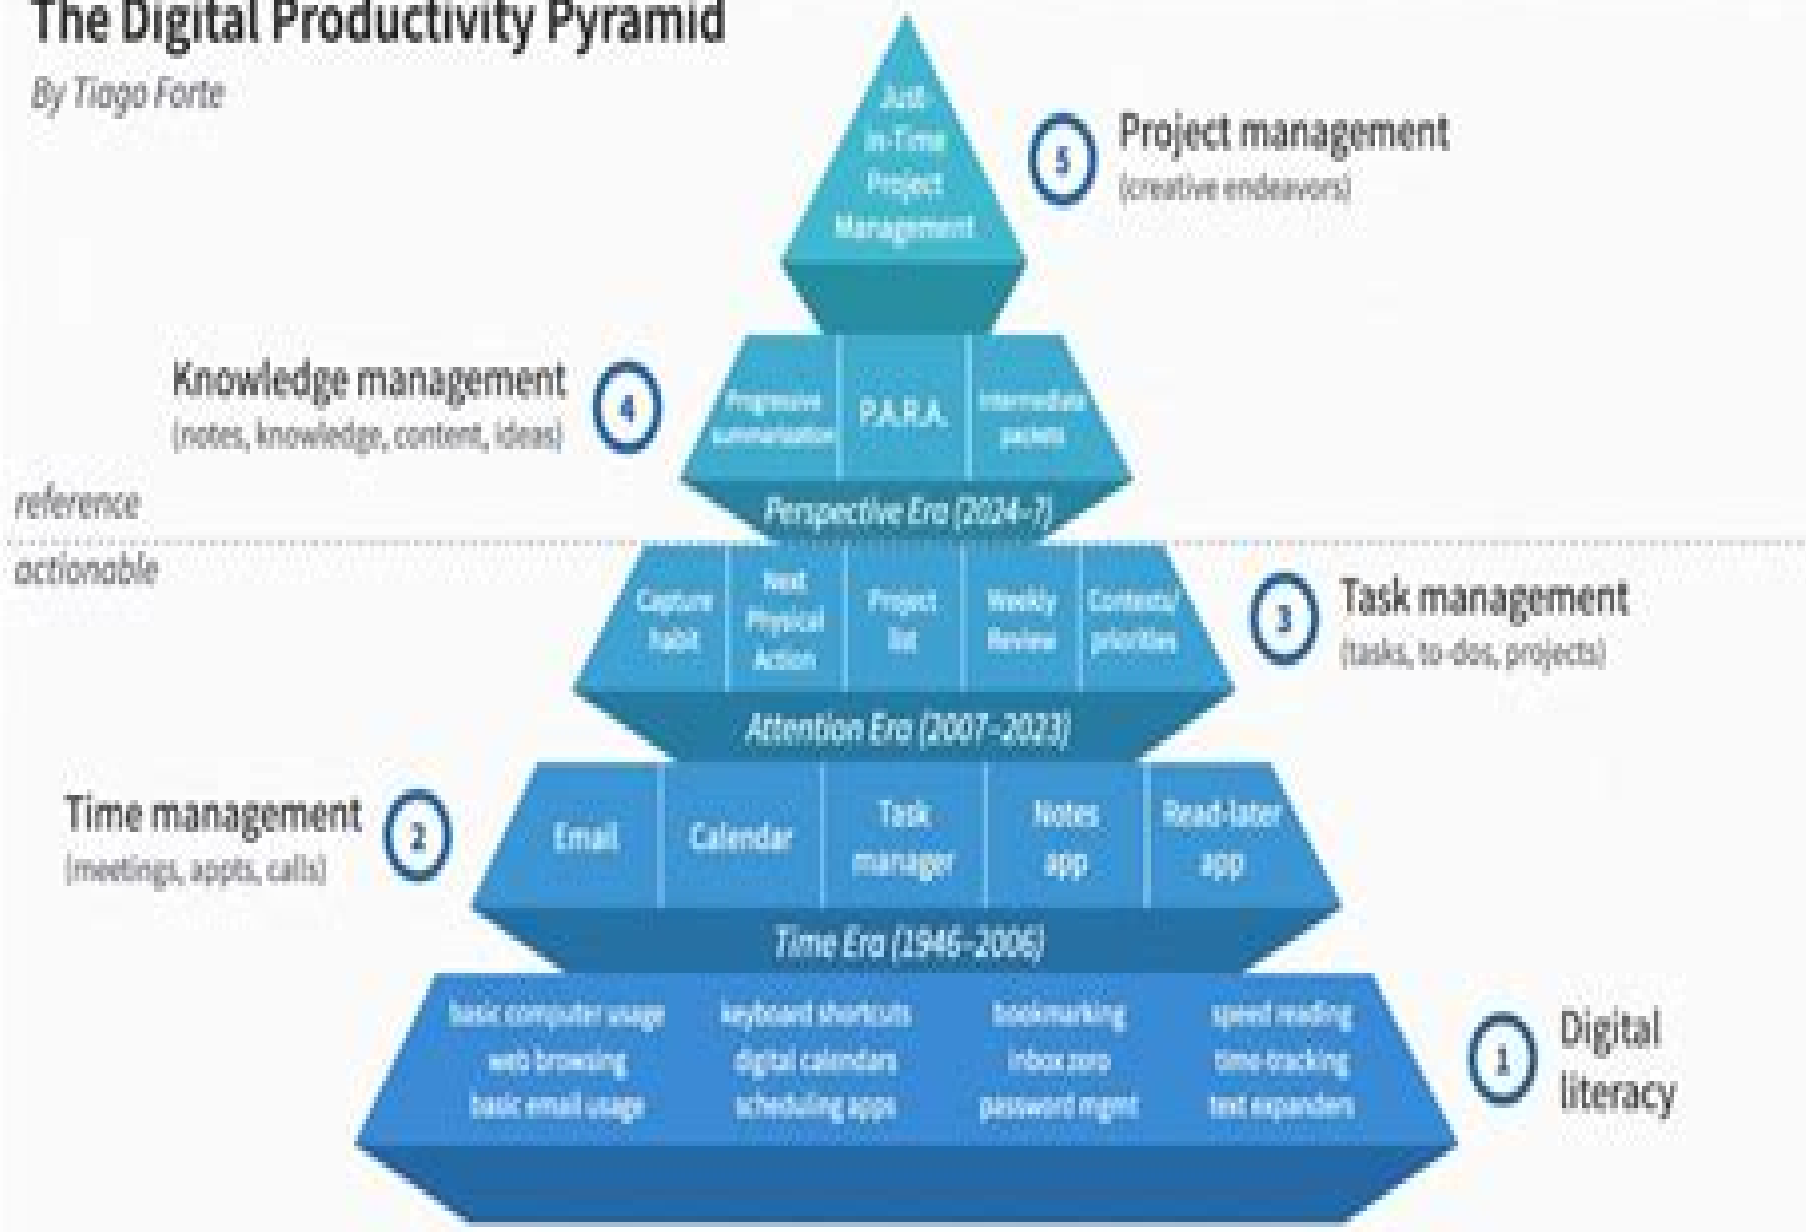 The Digital Productivity Pyramid
By Tiago Forte
Just-
in-Time
Project
Management
5
Project management
(creative endeavors)
Knowledge management
(notes, knowledge, content, ideas)
4
Progressive
summarization
P.A.R.A.
Intermediate
packets
Perspective Era (2024–?)
reference
actionable
Capture
habit
Next
Physical
Action
Project
list
Weekly
Review
Contexts/
priorities
3
Task management
(tasks, to-dos, projects)
Attention Era (2007–2023)
Time management
(meetings, appts, calls)
2
Email
Calendar
Task
manager
Notes
app
Read-later
app
Time Era (1946–2006)
basic computer usage
web browsing
basic email usage
keyboard shortcuts
digital calendars
scheduling apps
bookmarking
inbox zero
password mgmt
speed reading
time-tracking
text expanders
1
Digital
literacy